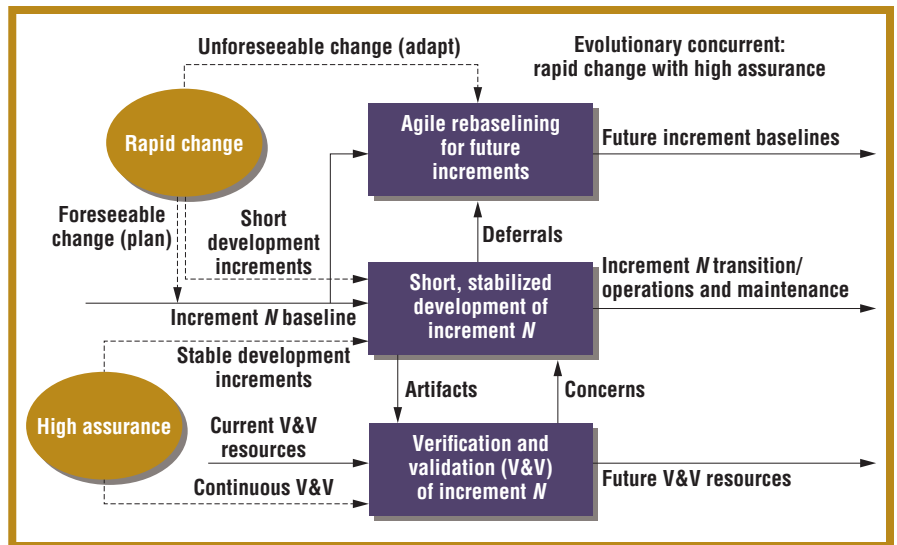 Unforeseeable change (adapt)
Evolutionary concurrent:
rapid change with high assurance
Rapid change
Agile rebaselining
for future
increments
Future increment baselines
Foreseeable
change (plan)
Short
development
increments
Deferrals
Short, stabilized
development of
increment N
Increment N transition/
operations and maintenance
Increment N baseline
Stable development
increments
Artifacts
Concerns
High assurance
Current V&V
resources
Verification and
validation (V&V)
of increment N
Future V&V resources
Continuous V&V